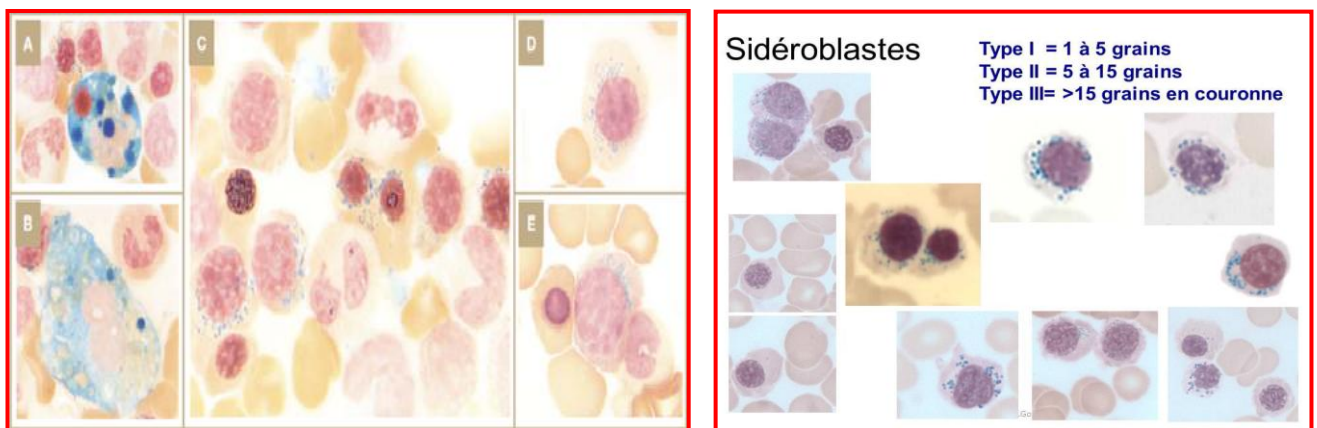 A
C
D
B
E
Sidéroblastes
Type I = 1 à 5 grains
Type II = 5 à 15 grains
Type III= >15 grains en couronne